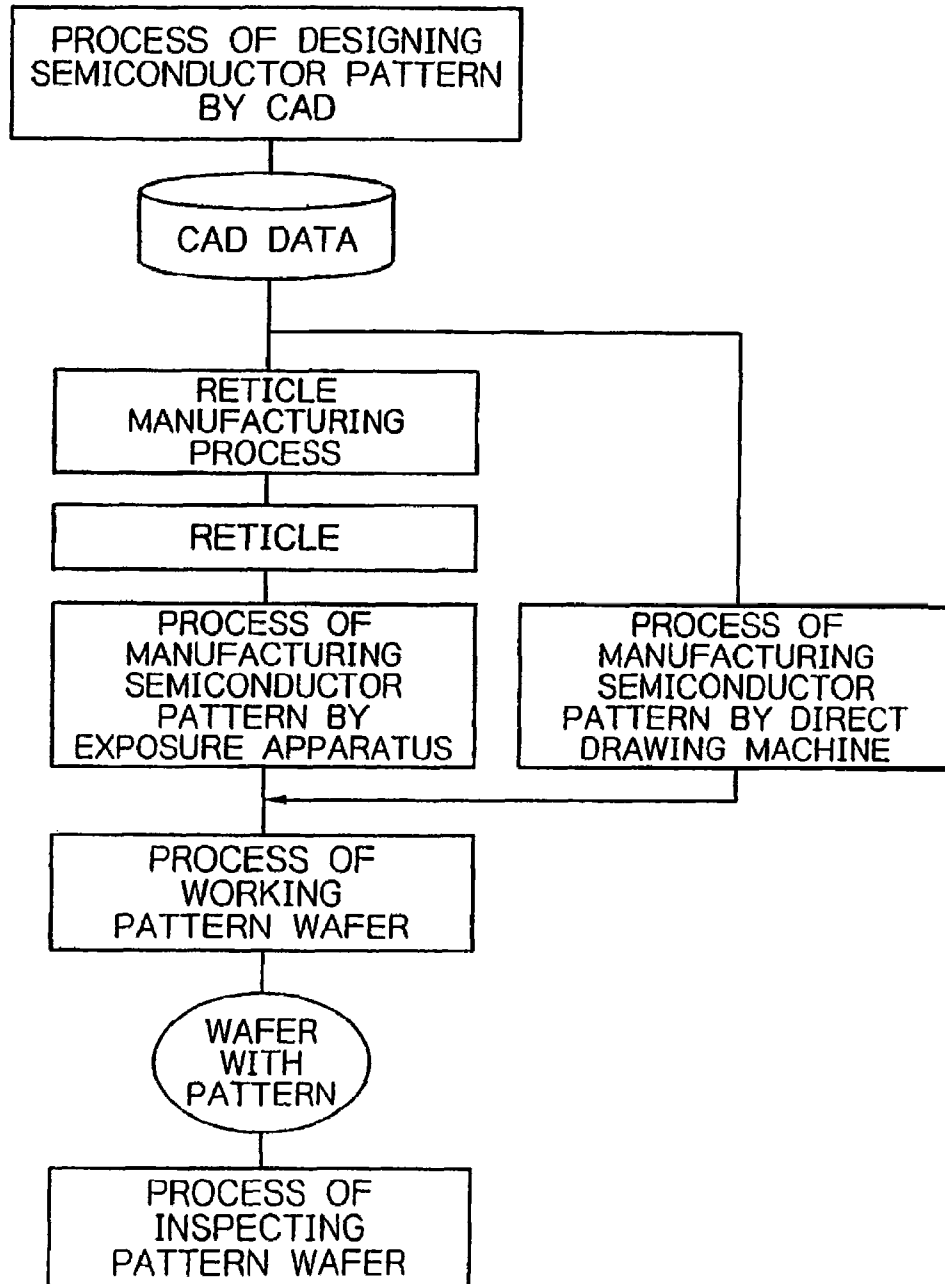 PROCESS OF DESIGNING
SEMICONDUCTOR PATTERN
BY CAD
CAD DATA
RETICLE
MANUFACTURING
PROCESS
RETICLE
PROCESS OF
MANUFACTURING
SEMICONDUCTOR
PATTERN BY
EXPOSURE APPARATUS
PROCESS OF
MANUFACTURING
SEMICONDUCTOR
PATTERN BY DIRECT
DRAWING MACHINE
PROCESS OF
WORKING
PATTERN WAFER
WAFER
WITH
PATTERN
PROCESS OF
INSPECTING
PATTERN WAFER